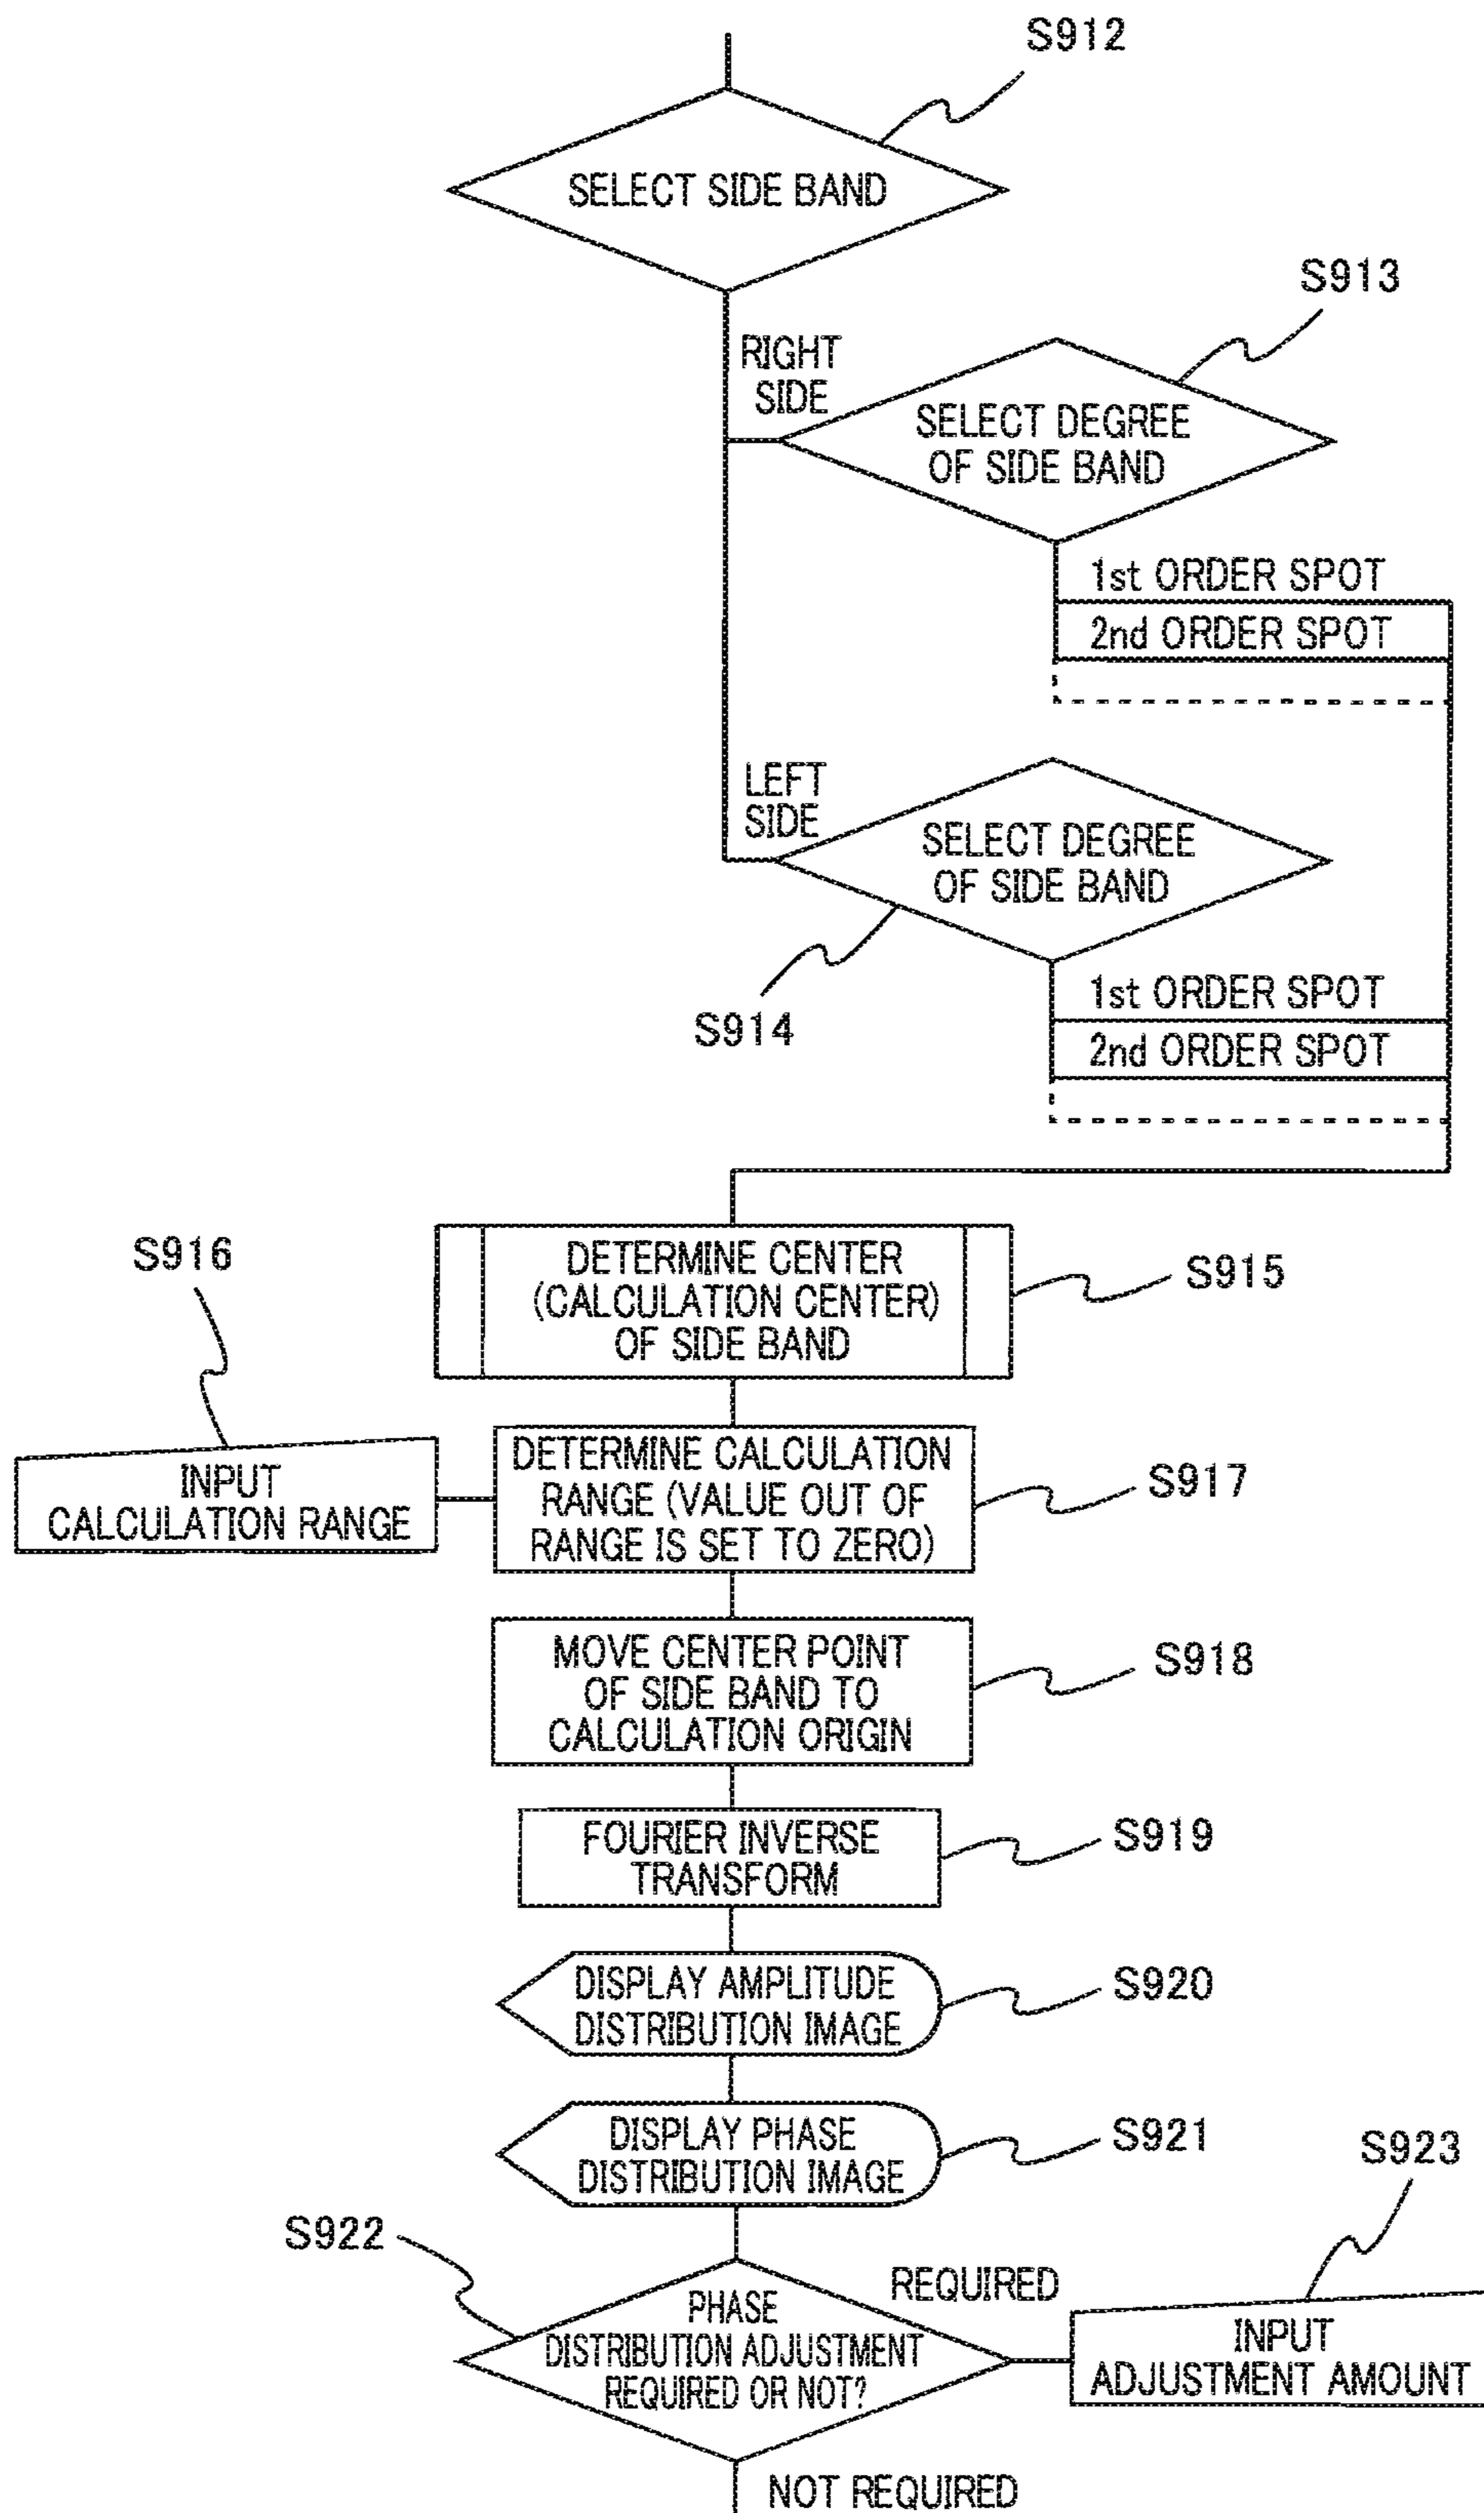 S912
SELECT SIDE BAND
S913
RIGHT
SIDE
SELECT DEGREE
OF SIDE BAND
1st ORDER SPOT
2nd ORDER SPOT
LEFT
SIDE
SELECT DEGREE
OF SIDE BAND
S914
1st ORDER SPOT
2nd ORDER SPOT
DETERMINE CENTER
(CALCULATION CENTER)
OF SIDE BAND
S915
S916
INPUT
CALCULATION RANGE
DETERMINE CALCULATION
RANGE (VALUE OUT OF
RANGE IS SET TO ZERO)
S917
MOVE CENTER POINT
OF SIDE BAND TO
CALCULATION ORIGIN
S918
FOURIER INVERSE
TRANSFORM
S919
DISPLAY AMPLITUDE
DISTRIBUTION IMAGE
S920
DISPLAY PHASE
DISTRIBUTION IMAGE
S921
S922
PHASE
DISTRIBUTION ADJUSTMENT
REQUIRED OR NOT?
REQUIRED
S923
INPUT
ADJUSTMENT AMOUNT
NOT REQUIRED